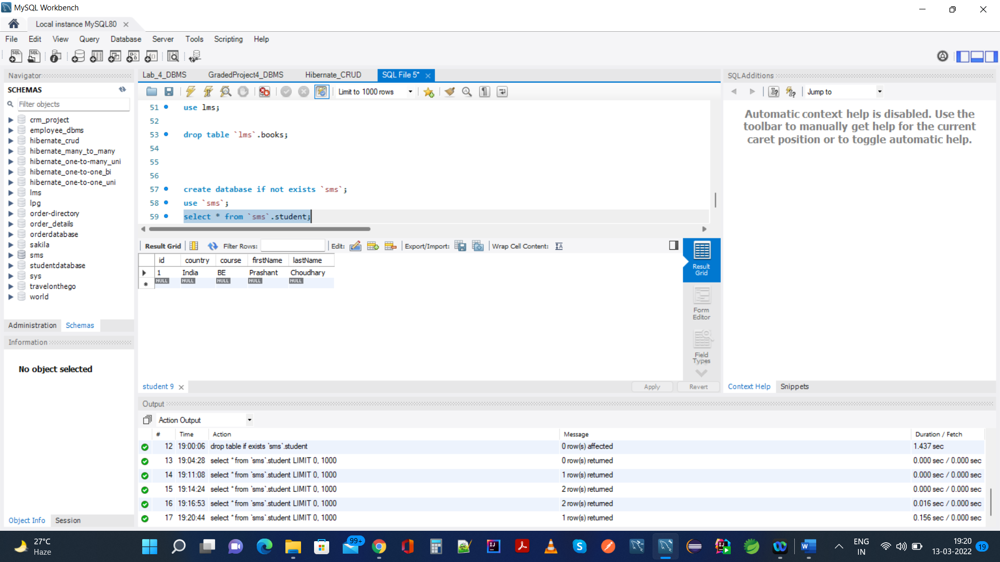 MySQL Workbench
Local instance MySQL80
File Edit View Query Database Server Tools Scripting Help
Navigator
SCHEMAS
Filter objects
crm_project
employee_dbms
hibernate_crud
hibernate_many_to_many
hibernate_one-to-many_uni
hibernate_one-to-one_bi
hibernate_one-to-one_uni
lms
lpg
order-directory
order_details
orderdatabase
sakila
sms
studentdatabase
sys
travelonthego
world
Administration Schemas
Information
No object selected
Object Info Session
Lab_4_DBMS GradedProject4_DBMS Hibernate_CRUD SQL File 5*
Limit to 1000 rows
51 use lms;
52
53 drop table `lms`.books;
54
55
56
57 create database if not exists `sms`;
58 use `sms`;
59 select * from `sms`.student;
Result Grid Filter Rows: Edit: Export/Import: Wrap Cell Content:
id country course firstName lastName
1 India BE Prashant Choudhary
NULL NULL NULL NULL NULL
Result Grid
Form Editor
Field Types
student 9
Apply Revert
SQLAdditions
Jump to
Automatic context help is disabled. Use the
toolbar to manually get help for the current
caret position or to toggle automatic help.
Context Help Snippets
Output
Action Output
# Time Action Message Duration / Fetch
12 19:00:06 drop table if exists `sms`.student 0 row(s) affected 1.437 sec
13 19:04:28 select * from `sms`.student LIMIT 0, 1000 0 row(s) returned 0.000 sec / 0.000 sec
14 19:11:08 select * from `sms`.student LIMIT 0, 1000 1 row(s) returned 0.000 sec / 0.000 sec
15 19:14:24 select * from `sms`.student LIMIT 0, 1000 2 row(s) returned 0.000 sec / 0.000 sec
16 19:16:53 select * from `sms`.student LIMIT 0, 1000 2 row(s) returned 0.016 sec / 0.000 sec
17 19:20:44 select * from `sms`.student LIMIT 0, 1000 1 row(s) returned 0.156 sec / 0.000 sec
27°C
Haze
99+
ENG
IN
19:20
13-03-2022
19